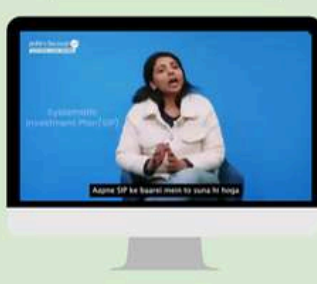 Systematic
Investment Plan(SIP)
Aapne SIP ke baarei mein to suna hi hoga